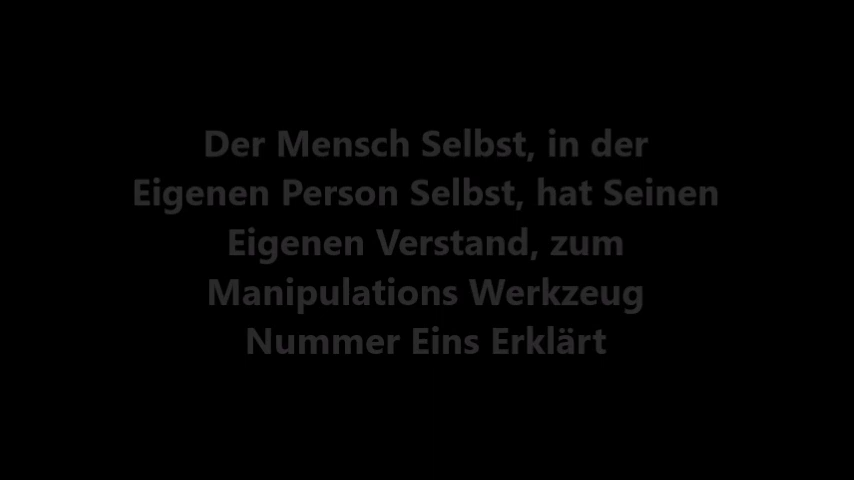 Der Mensch Selbst, in der
Eigenen Person Selbst, hat Seinen
Eigenen Verstand, zum
Manipulations Werkzeug
Nummer Eins Erklärt